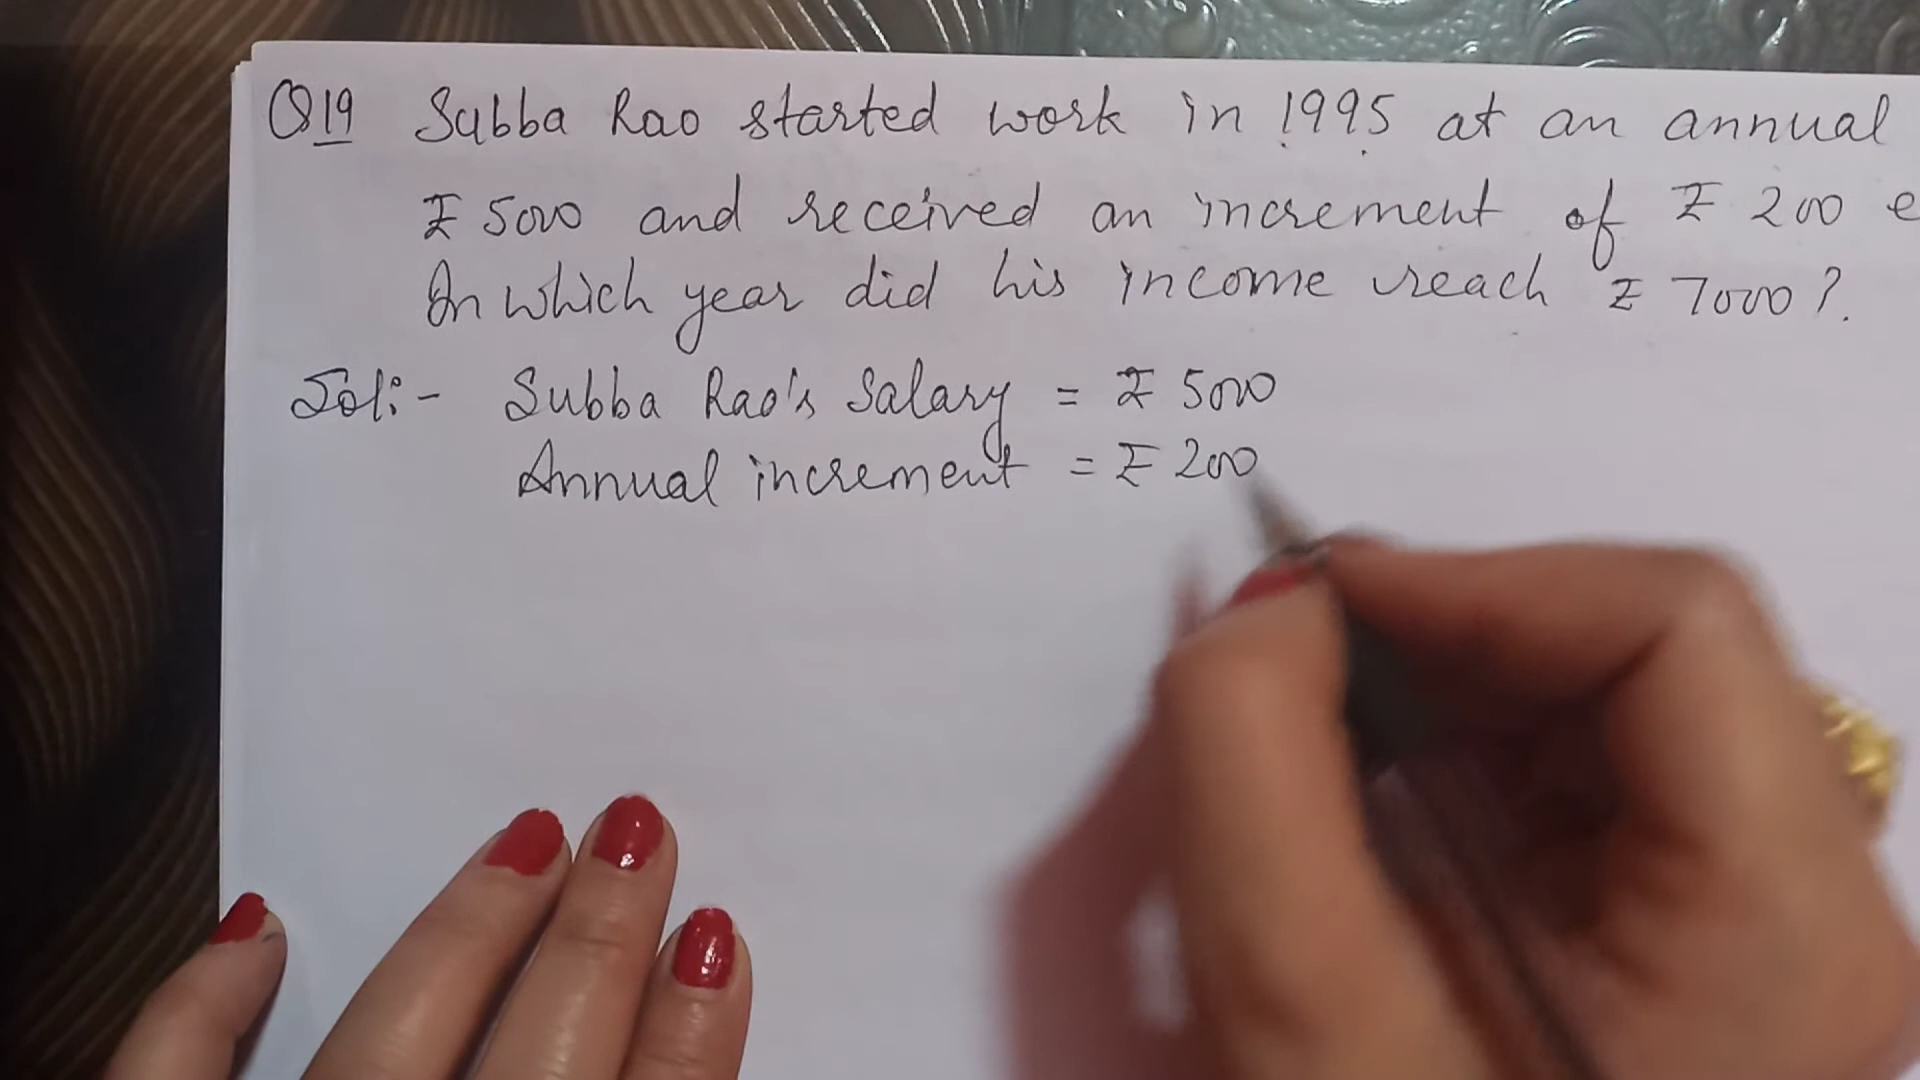 Q19 Subba Rao started work in 1995 at an annual
₹ 5000 and received an increment of ₹ 200
In which year did his income reach ₹ 7000?
Sol:- Subba Rao's Salary = ₹ 5000
Annual increment = ₹ 200